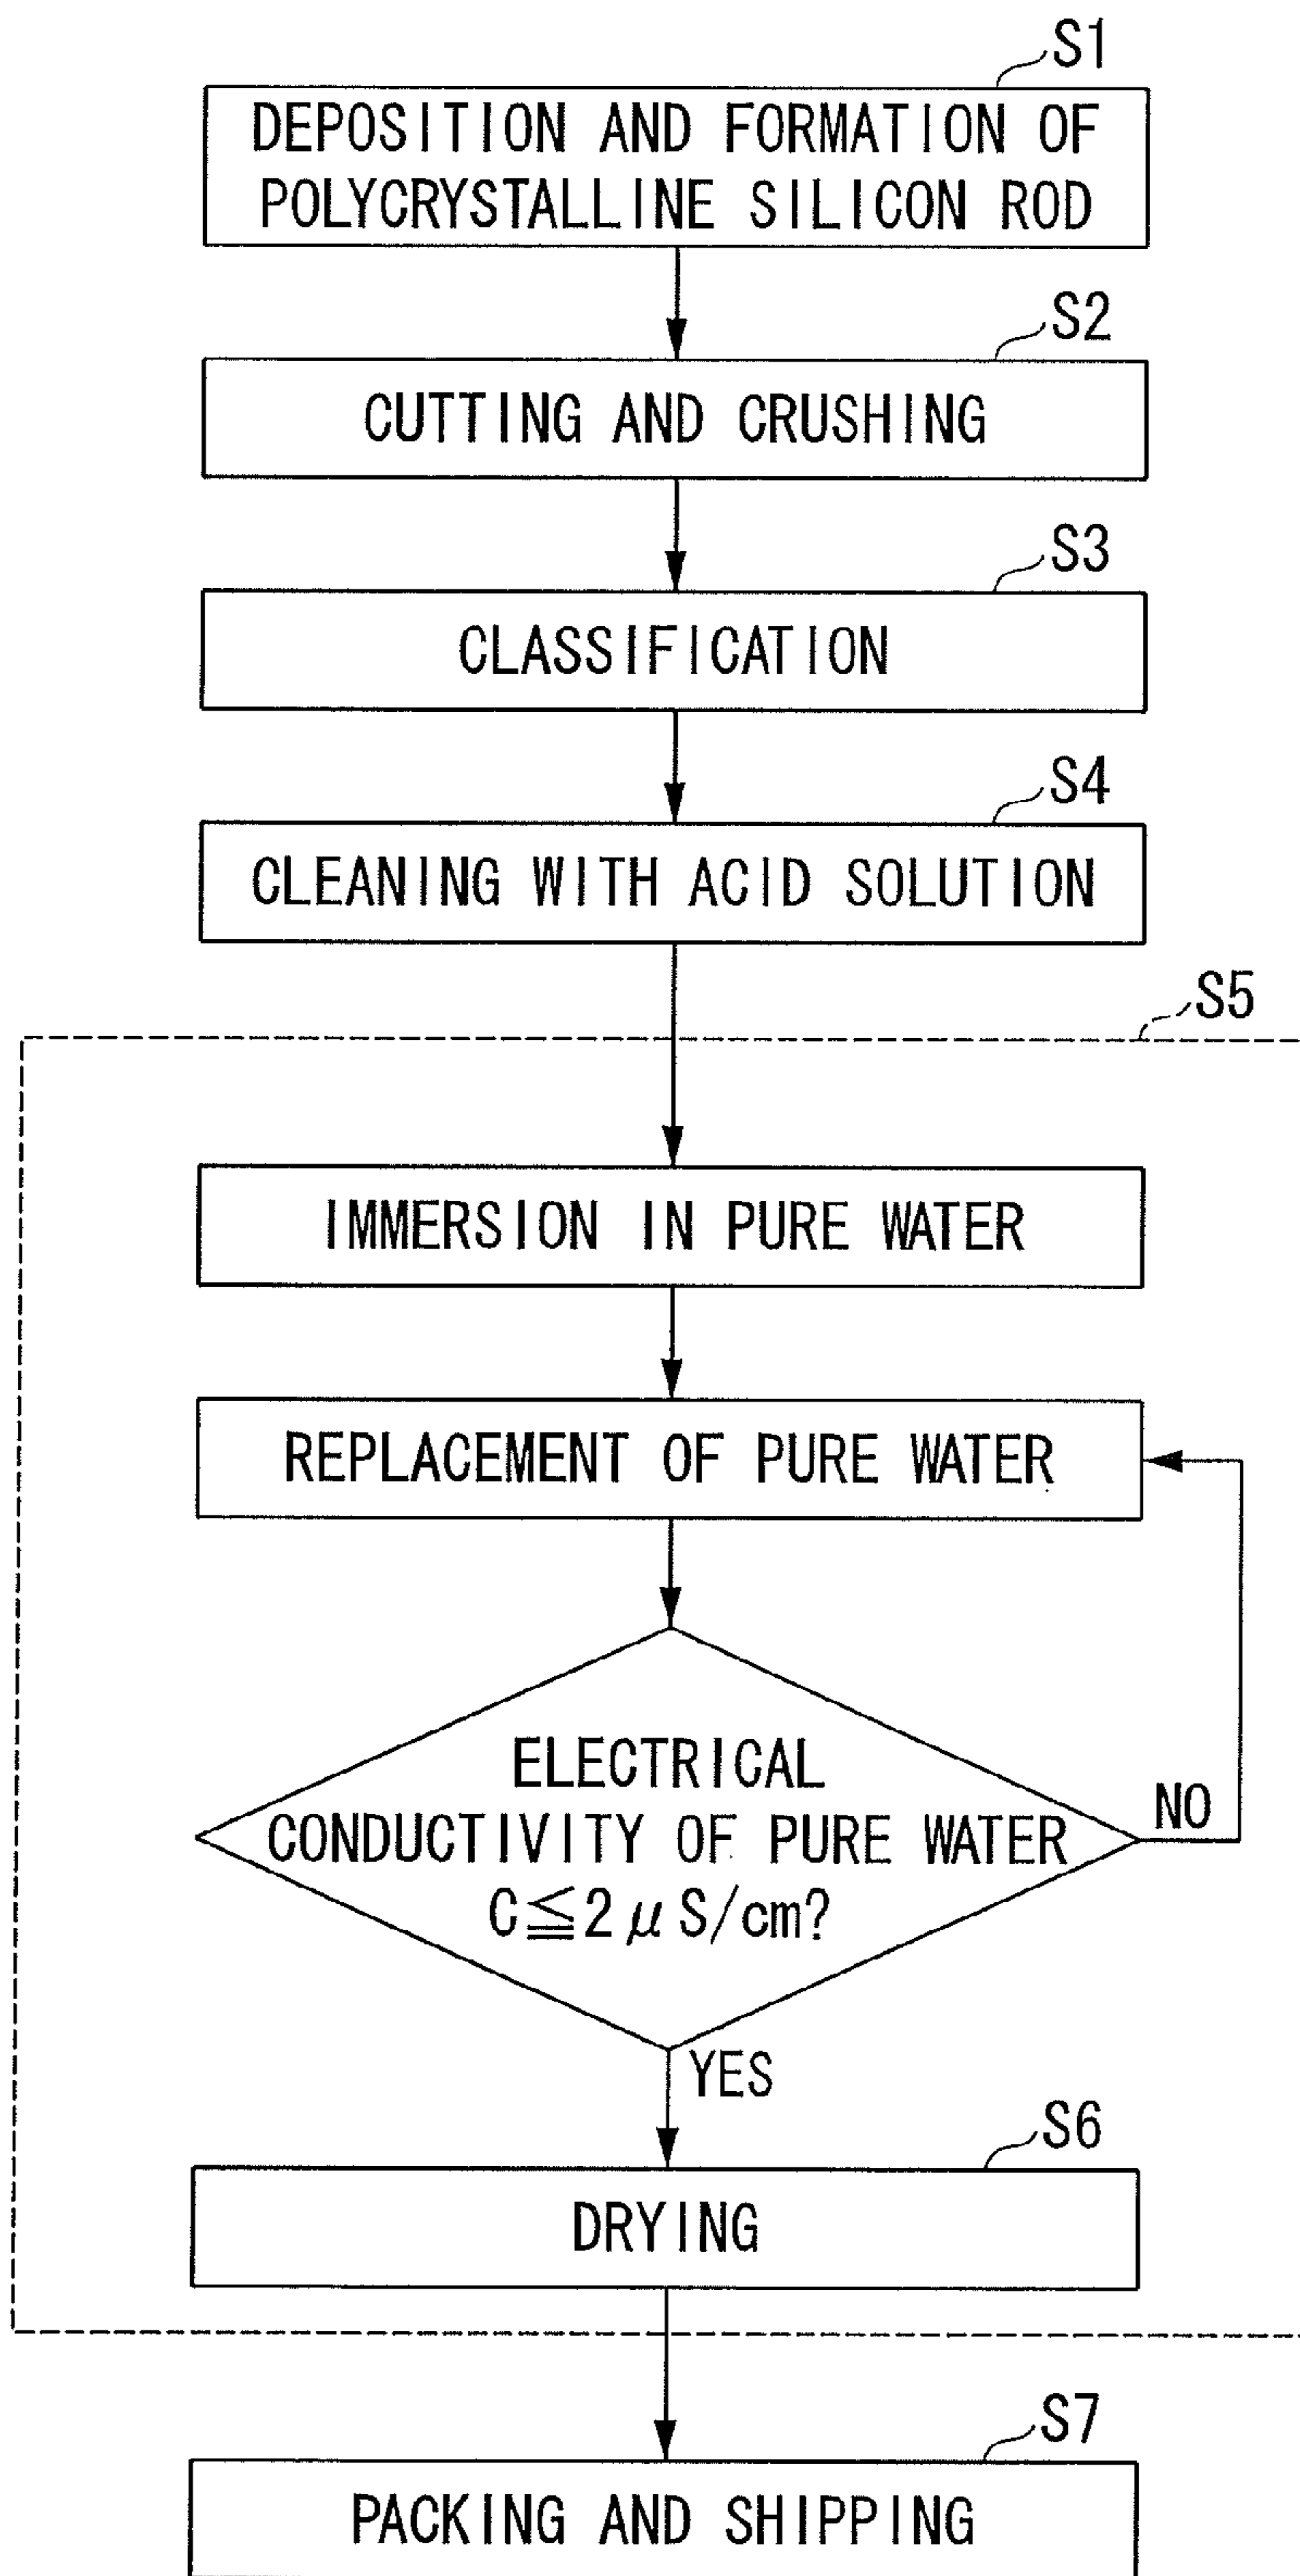 S1
DEPOSITION AND FORMATION OF
POLYCRYSTALLINE SILICON ROD
S2
CUTTING AND CRUSHING
S3
CLASSIFICATION
S4
CLEANING WITH ACID SOLUTION
S5
IMMERSION IN PURE WATER
REPLACEMENT OF PURE WATER
ELECTRICAL
CONDUCTIVITY OF PURE WATER
C≦2μS/cm?
NO
YES
S6
DRYING
S7
PACKING AND SHIPPING